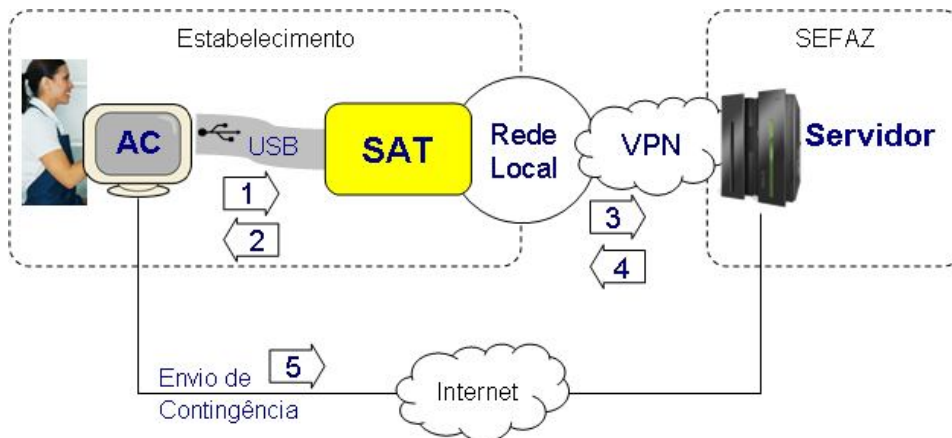 Estabelecimento
SEFAZ
AC
USB
SAT
Rede
Local
VPN
Servidor
1
2
3
4
5
Envio de
Contingência
Internet